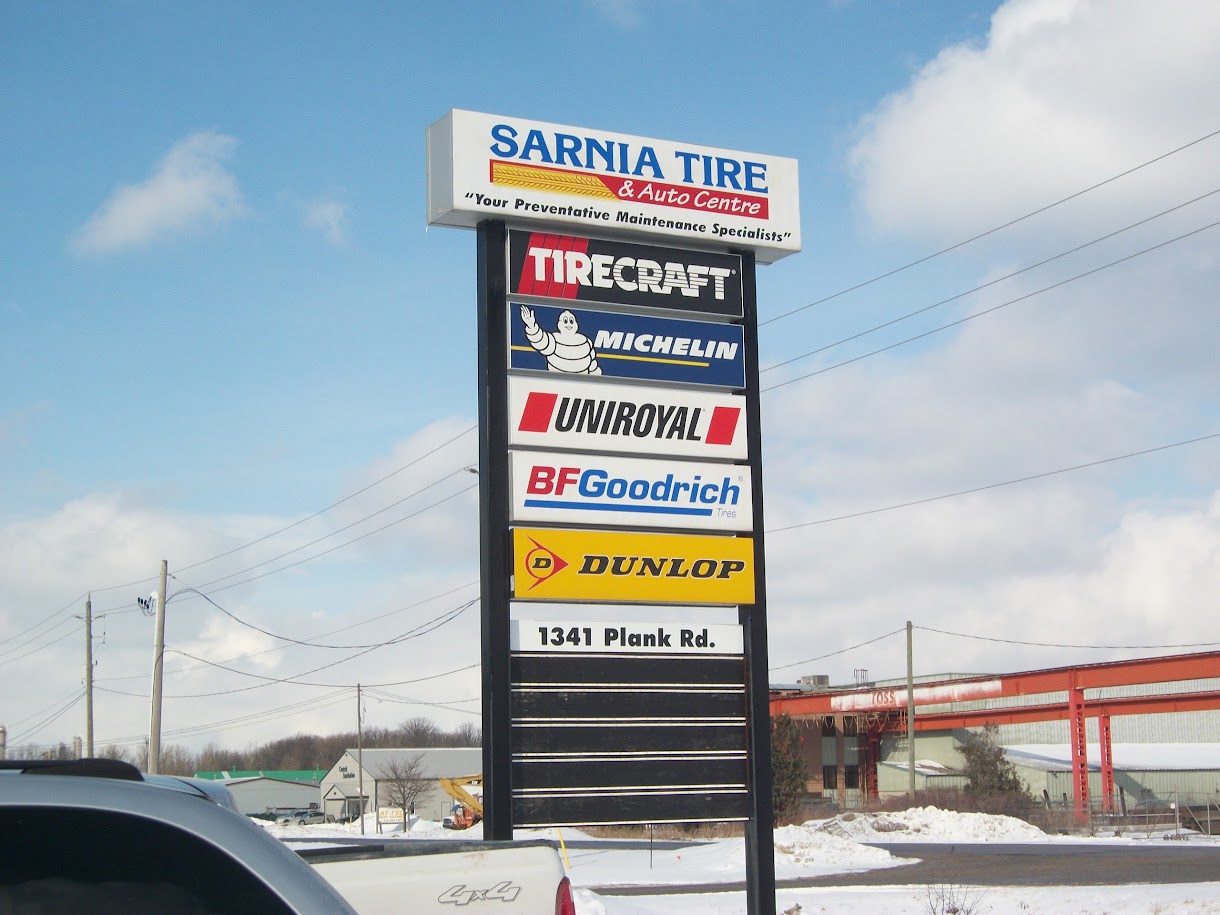 SARNIA TIRE
& Auto Centre
"Your Preventative Maintenance Specialists"
TIRECRAFT
MICHELIN
UNIROYAL
BFGoodrich
Tires
D DUNLOP
1341 Plank Rd.
4x4